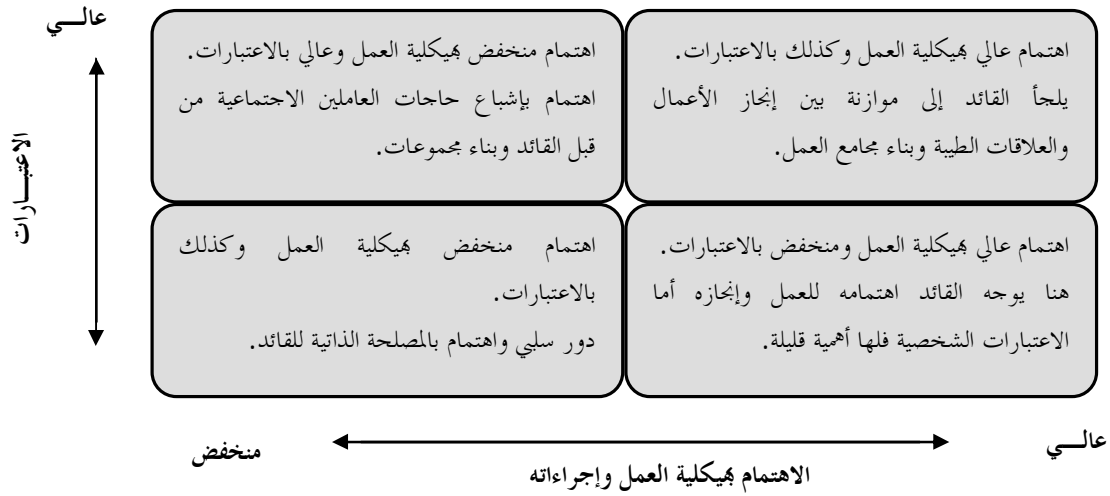 عالـــي
اهتمام عالي بهيكلية العمل وكذلك بالاعتبارات.
يلجأ القائد إلى موازنة بين إنجاز الأعمال
والعلاقات الطيبة وبناء مجامع العمل.
اهتمام منخفض بهيكلية العمل وعالي بالاعتبارات.
اهتمام بإشباع حاجات العاملين الاجتماعية من
قبل القائد وبناء مجموعات.
الاعتبـــارات
اهتمام عالي بهيكلية العمل ومنخفض بالاعتبارات.
هنا يوجه القائد اهتمامه للعمل وإنجازه أما
الاعتبارات الشخصية فلها أهمية قليلة.
اهتمام منخفض بهيكلية العمل وكذلك
بالاعتبارات.
دور سلبي واهتمام بالمصلحة الذاتية للقائد.
عالـــي
منخفض
الاهتمام بهيكلية العمل وإجراءاته